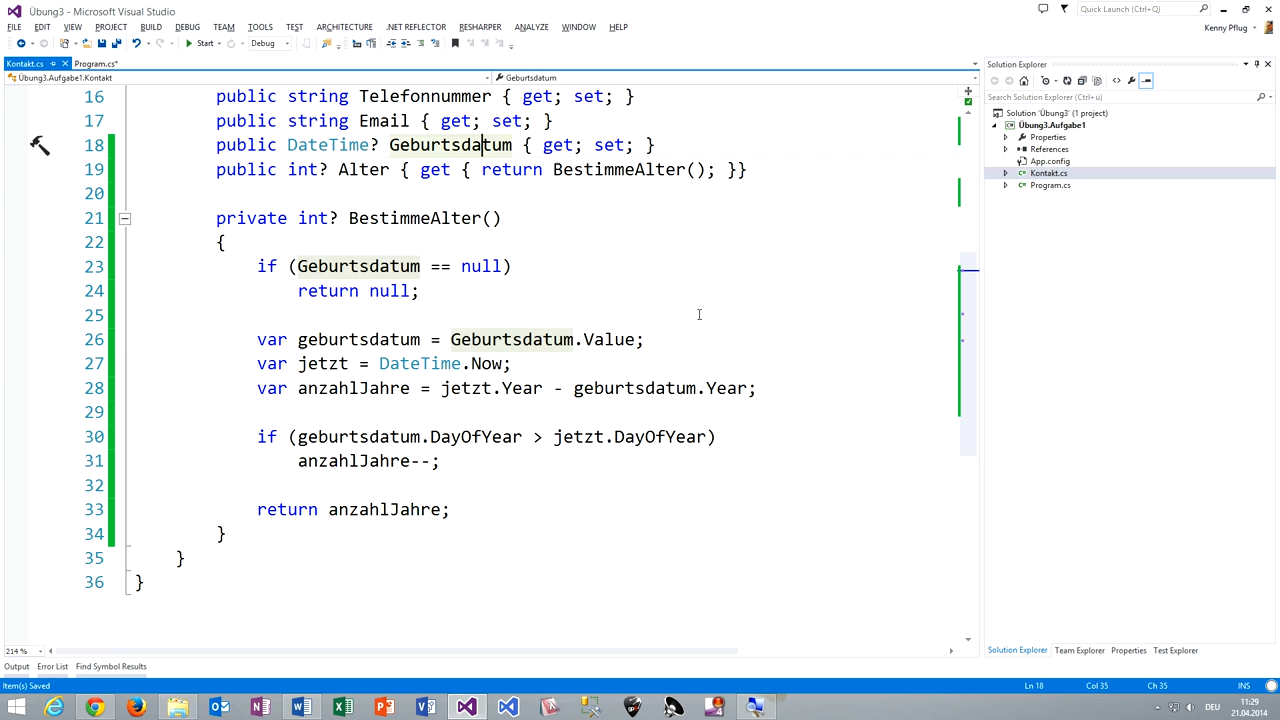 Übung3 - Microsoft Visual Studio
Quick Launch (Ctrl+Q)
FILE EDIT VIEW PROJECT BUILD DEBUG TEAM TOOLS TEST ARCHITECTURE .NET REFLECTOR RESHARPER ANALYZE WINDOW HELP
Kenny Pflug
Start Debug
Kontakt.cs Program.cs*
Übung3.Aufgabe1.Kontakt
Geburtsdatum
16 public string Telefonnummer { get; set; }
17 public string Email { get; set; }
18 public DateTime? Geburtsdatum { get; set; }
19 public int? Alter { get { return BestimmeAlter(); }}
20
21 private int? BestimmeAlter()
22 {
23 if (Geburtsdatum == null)
24 return null;
25
26 var geburtsdatum = Geburtsdatum.Value;
27 var jetzt = DateTime.Now;
28 var anzahlJahre = jetzt.Year - geburtsdatum.Year;
29
30 if (geburtsdatum.DayOfYear > jetzt.DayOfYear)
31 anzahlJahre--;
32
33 return anzahlJahre;
34 }
35 }
36 }
214 %
Solution Explorer
Search Solution Explorer (Ctrl+ü)
Solution 'Übung3' (1 project)
Übung3.Aufgabe1
Properties
References
App.config
Kontakt.cs
Program.cs
Solution Explorer Team Explorer Properties Test Explorer
Output Error List Find Symbol Results
Item(s) Saved
Ln 18 Col 35 Ch 35 INS
DEU
11:29
21.04.2014